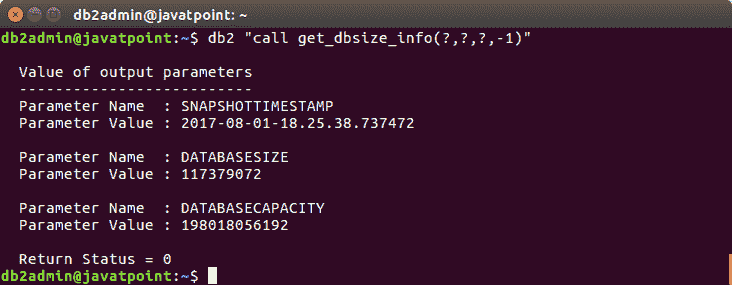 db2admin@javatpoint: ~
db2admin@javatpoint:~$ db2 "call get_dbsize_info(?,?,?,-1)"
Value of output parameters
--------------------------
Parameter Name  : SNAPSHOTTIMESTAMP
Parameter Value : 2017-08-01-18.25.38.737472
Parameter Name  : DATABASESIZE
Parameter Value : 117379072
Parameter Name  : DATABASECAPACITY
Parameter Value : 198018056192
Return Status = 0
db2admin@javatpoint:~$